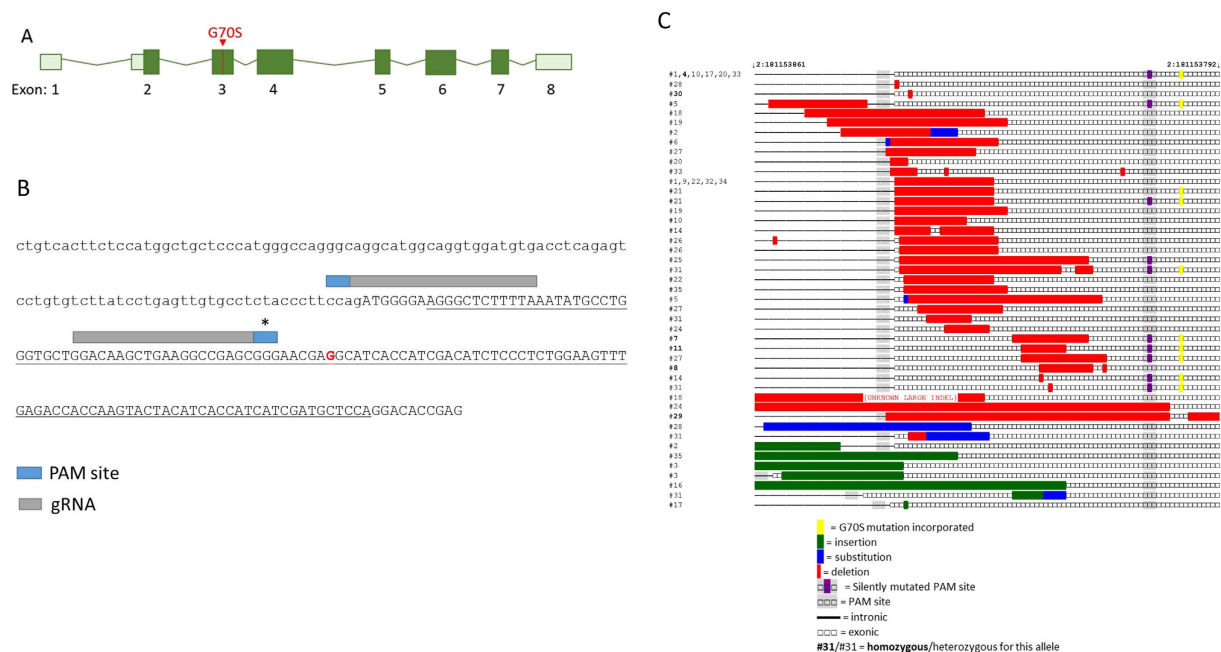 A
G70S
Exon: 1 2 3 4 5 6 7 8
B
ctgtcacttctccatggctgctcccatgggccagggcaggcatggcaggtggatgtgacctcagagt
cctgtgtcttatcctgagttgtgcctctacccttccagATGGGGAAGGGCTCTTTTAAATATGCCTG
*
GGTGCTGGACAAGCTGAAGGCCGAGCGGGAACGAGGCATCACCATCGACATCTCCCTCTGGAAGTTT
GAGACCACCAAGTACTACATCACCATCATCGATGCTCCAGGACACCGAG
PAM site
gRNA
C
↓2:181153861 2:181153792↓
#1,4,10,17,20,33
#28
#30
#5
#18
#19
#2
#6
#27
#20
#33
#1,9,22,32,34
#21
#21
#19
#10
#14
#26
#26
#25
#31
#22
#35
#5
#27
#31
#24
#7
#11
#27
#8
#14
#31
#18 [UNKNOWN LARGE INDEL]
#24
#29
#28
#31
#2
#35
#3
#3
#16
#31
#17
= G70S mutation incorporated
= insertion
= substitution
= deletion
= Silently mutated PAM site
= PAM site
= intronic
= exonic
#31/#31 = homozygous/heterozygous for this allele